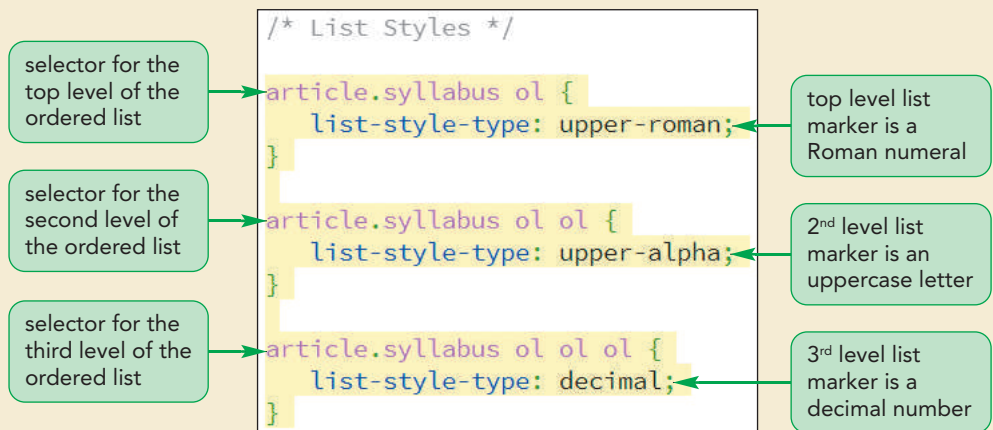 /* List Styles */
selector for the
top level of the
ordered list
article.syllabus ol {
list-style-type: upper-roman;
}
top level list
marker is a
Roman numeral
selector for the
second level of
the ordered list
article.syllabus ol ol {
list-style-type: upper-alpha;
}
2nd level list
marker is an
uppercase letter
selector for the
third level of the
ordered list
article.syllabus ol ol ol {
list-style-type: decimal;
}
3rd level list
marker is a
decimal number